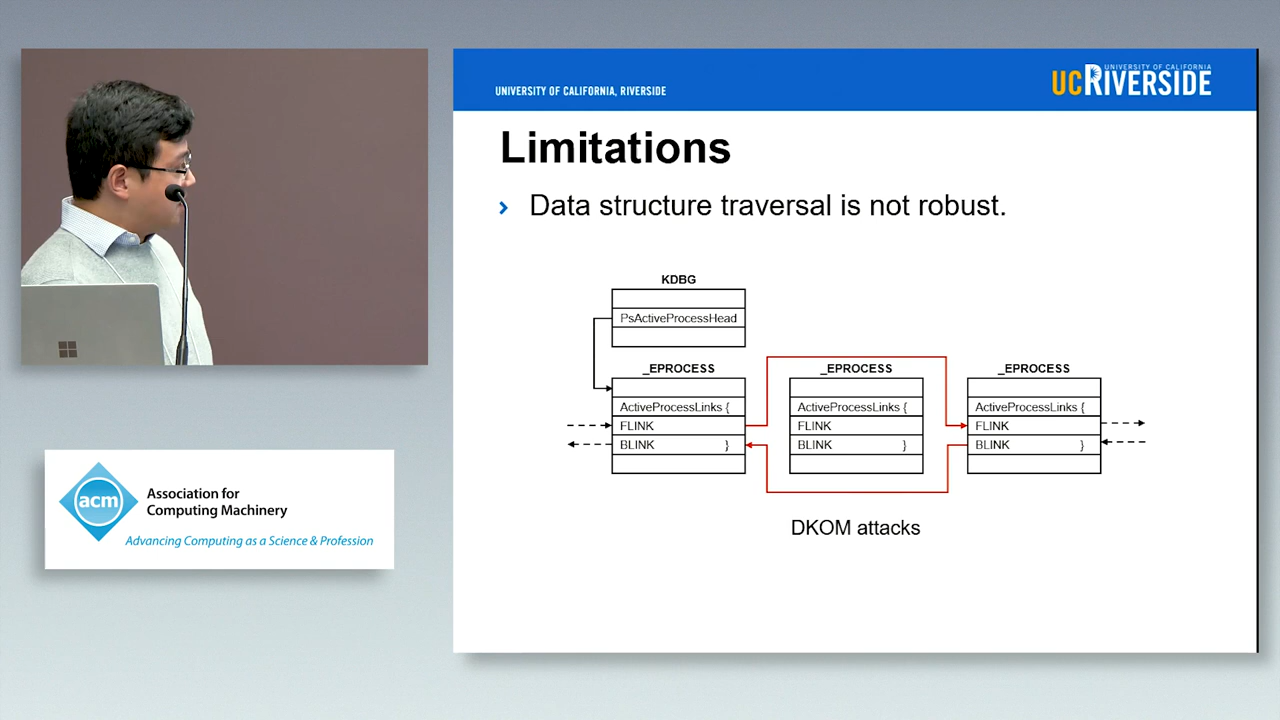 UNIVERSITY OF CALIFORNIA, RIVERSIDE
UNIVERSITY OF CALIFORNIA
UCRIVERSIDE
Limitations
› Data structure traversal is not robust.
KDBG
PsActiveProcessHead
_EPROCESS
ActiveProcessLinks {
FLINK
BLINK }
_EPROCESS
ActiveProcessLinks {
FLINK
BLINK }
_EPROCESS
ActiveProcessLinks {
FLINK
BLINK }
DKOM attacks
acm
Association for
Computing Machinery
Advancing Computing as a Science & Profession